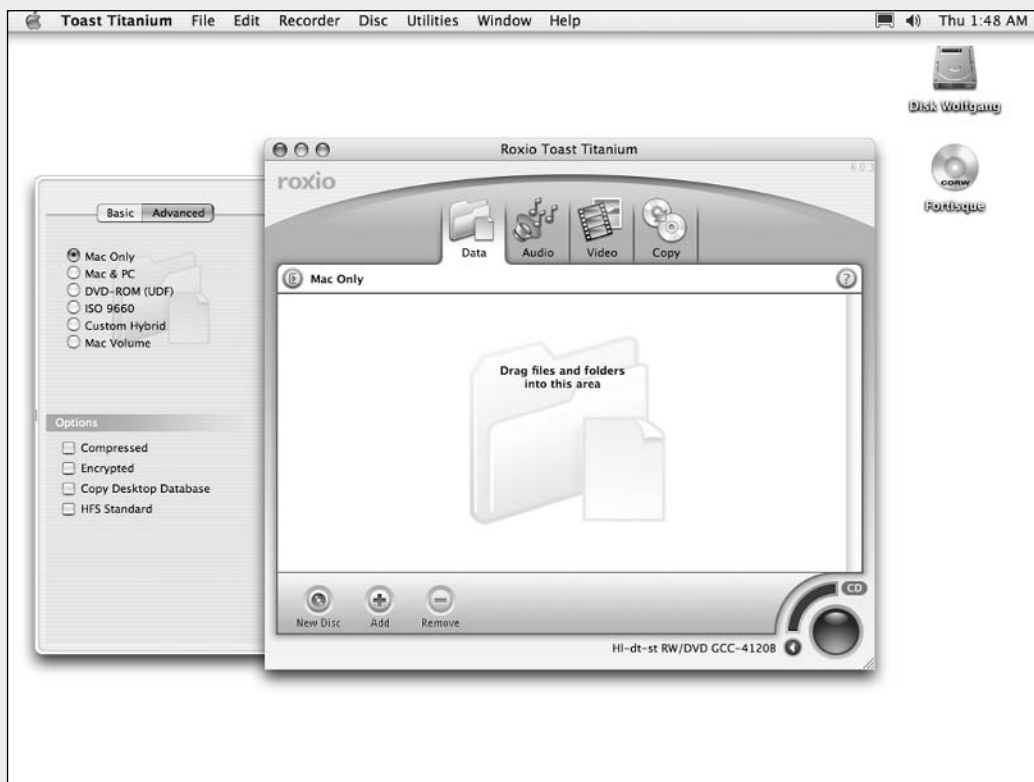 Toast Titanium File Edit Recorder Disc Utilities Window Help Thu 1:48 AM
Disk Wolfgang
CDRW
Fortisque
Roxio Toast Titanium
6.0.3
roxio
Basic Advanced
Data Audio Video Copy
Mac Only
Mac & PC
DVD-ROM (UDF)
ISO 9660
Custom Hybrid
Mac Volume
Mac Only ?
Drag files and folders
into this area
Options
Compressed
Encrypted
Copy Desktop Database
HFS Standard
New Disc Add Remove
CD
Hl-dt-st RW/DVD GCC-4120B